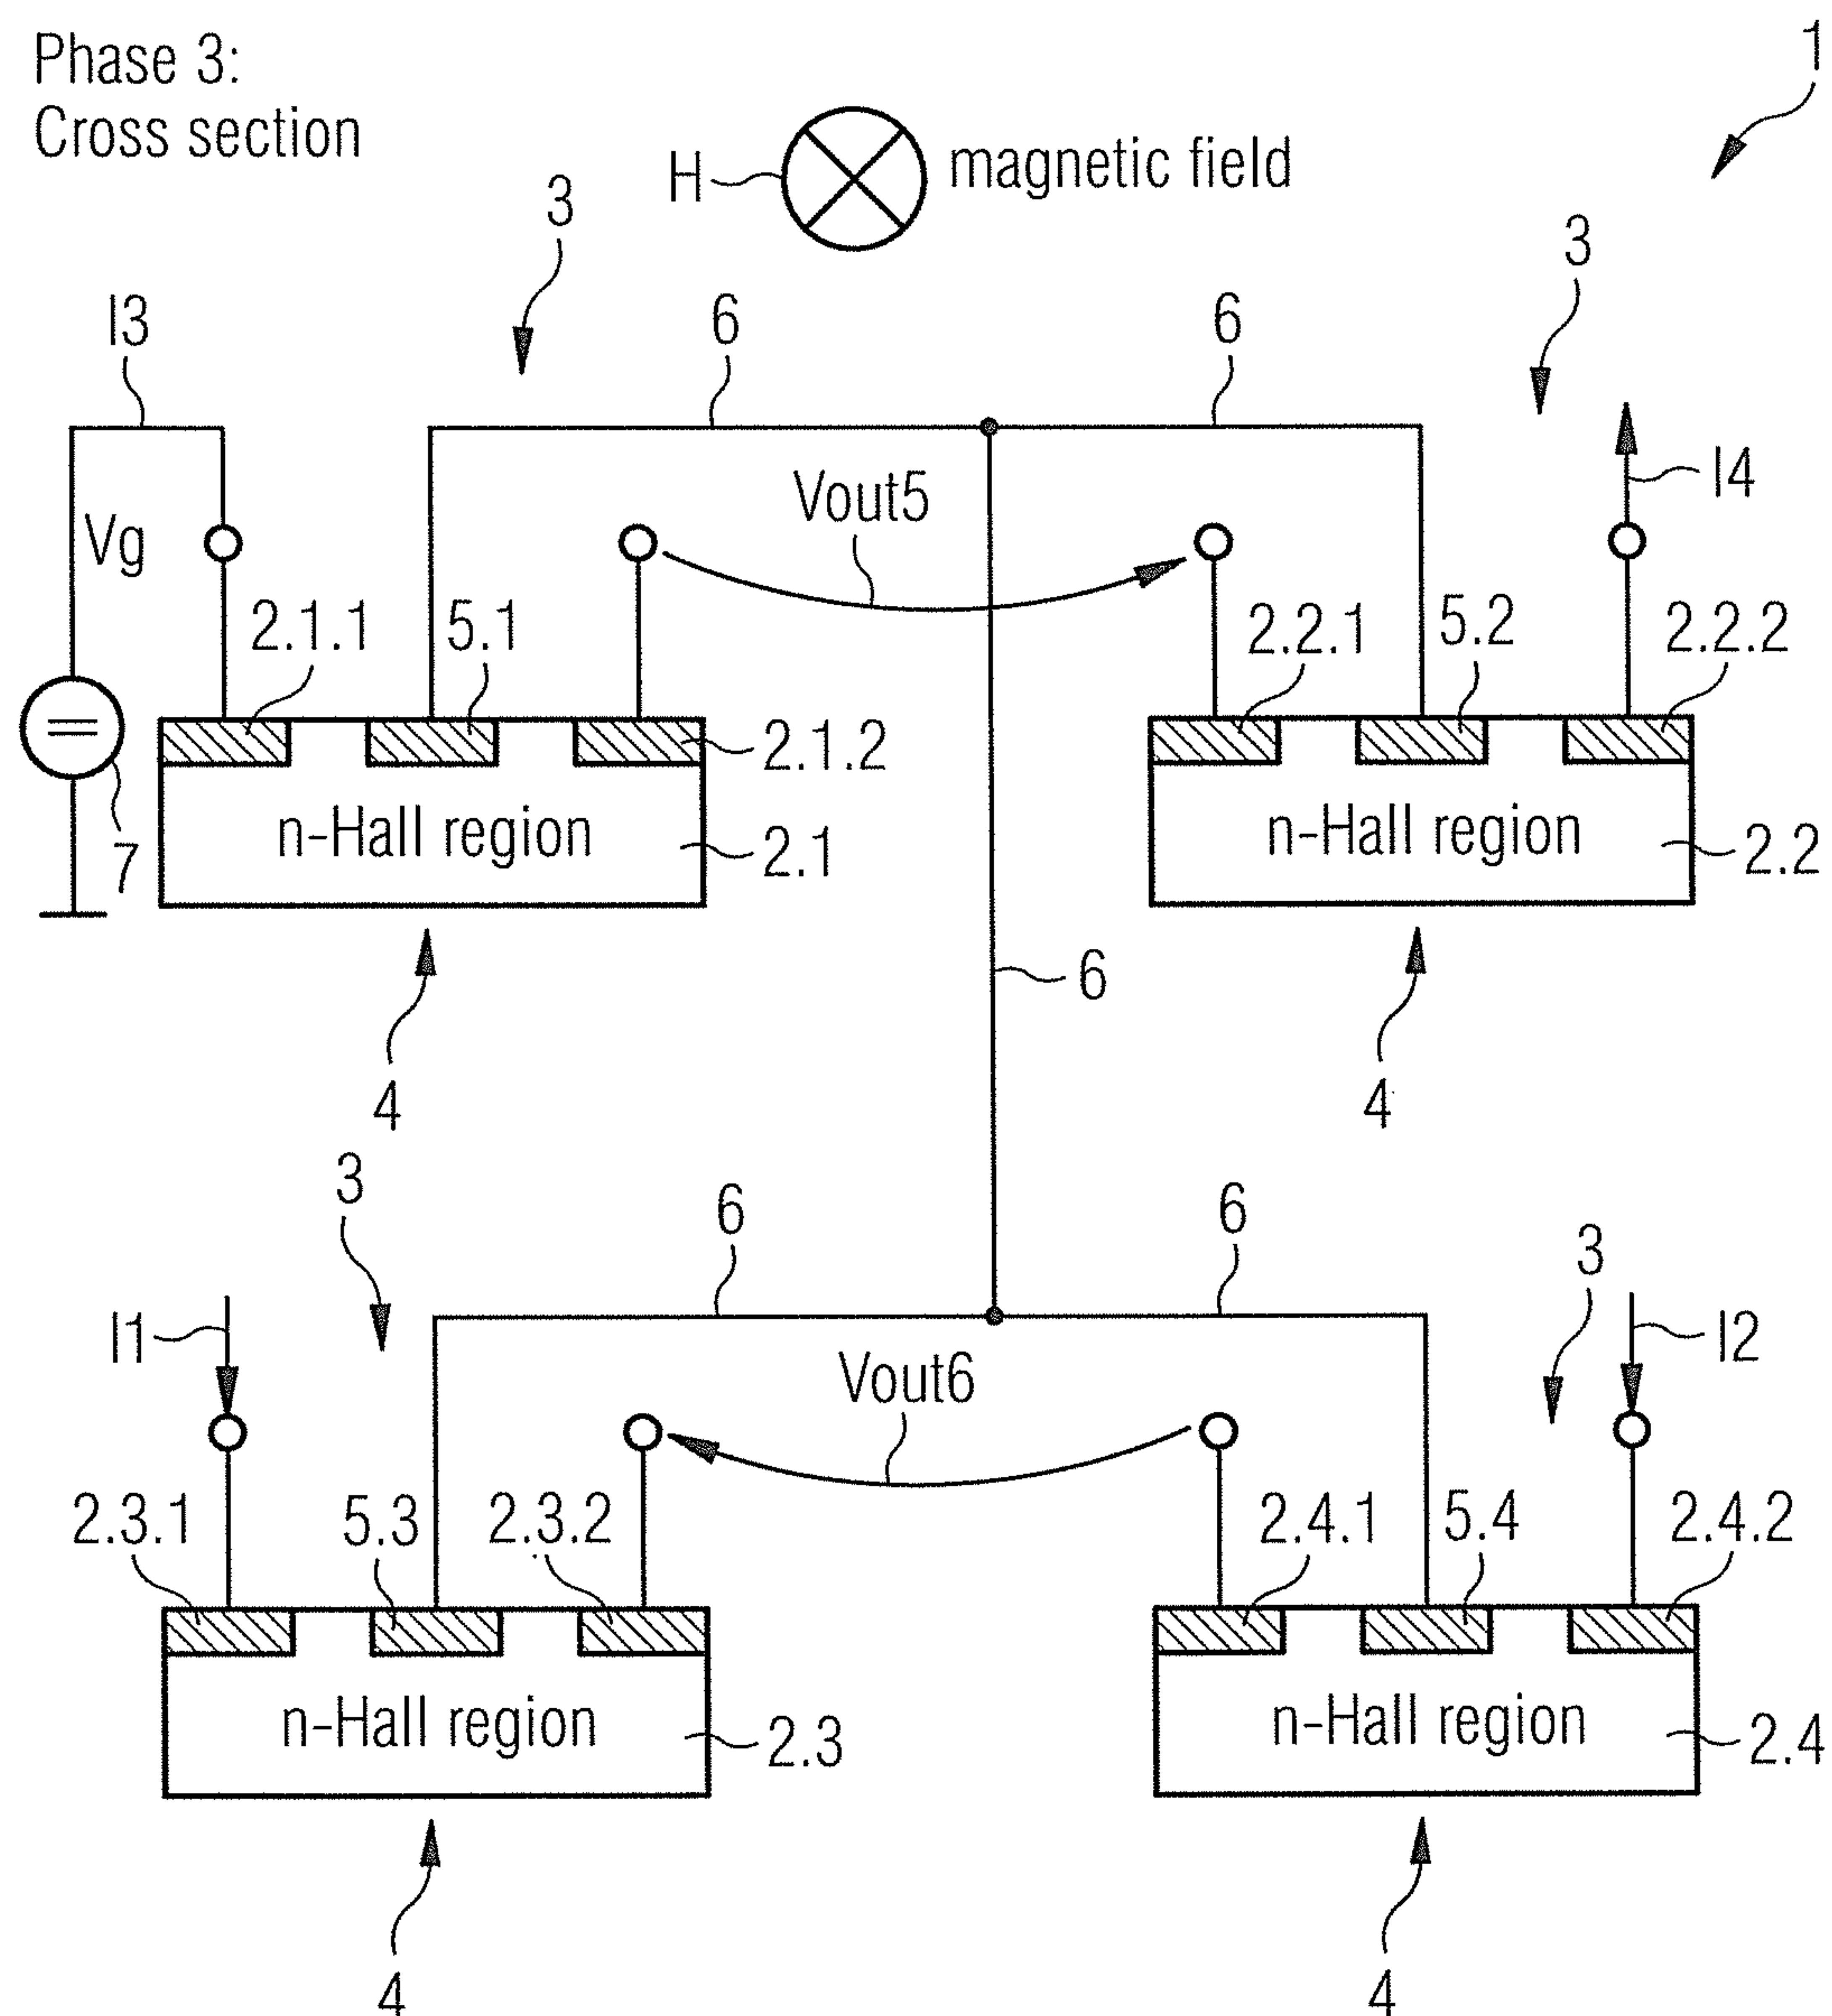 Phase 3:
Cross section
1
H
magnetic field
3
3
I3
6
6
Vg
Vout5
I4
2.1.1
5.1
2.2.1
5.2
2.2.2
2.1.2
n-Hall region
2.1
7
n-Hall region
2.2
6
4
4
3
6
6
3
I1
I2
Vout6
2.3.1
5.3
2.3.2
2.4.1
5.4
2.4.2
n-Hall region
2.3
n-Hall region
2.4
4
4